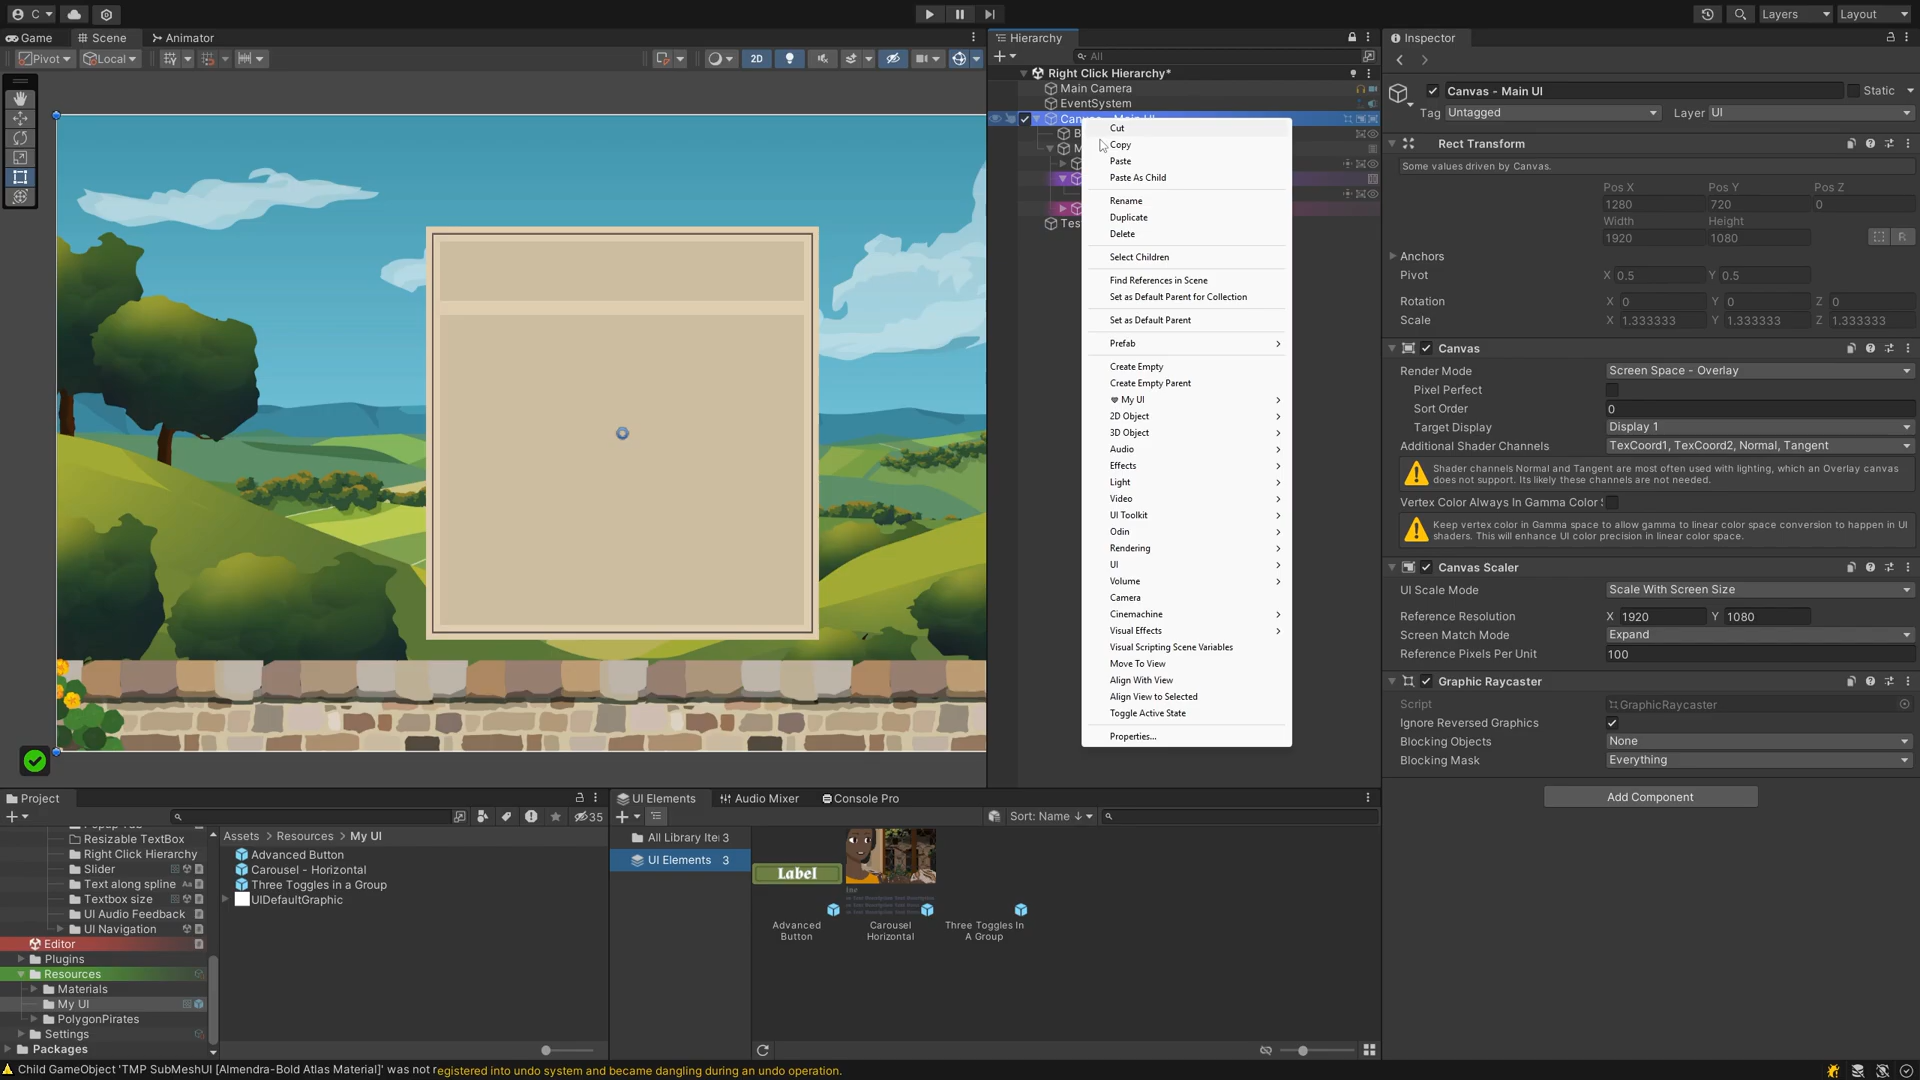 C
Layers
Layout
Game
Scene
Animator
Pivot
Local
2D
Hierarchy
All
Right Click Hierarchy*
Main Camera
EventSystem
Canvas - Main UI
B
M
Tes
Cut
Copy
Paste
Paste As Child
Rename
Duplicate
Delete
Select Children
Find References in Scene
Set as Default Parent for Collection
Set as Default Parent
Prefab
Create Empty
Create Empty Parent
My UI
2D Object
3D Object
Audio
Effects
Light
Video
UI Toolkit
Odin
Rendering
UI
Volume
Camera
Cinemachine
Visual Effects
Visual Scripting Scene Variables
Move To View
Align With View
Align View to Selected
Toggle Active State
Properties...
Inspector
Canvas - Main UI
Static
Tag Untagged
Layer UI
Rect Transform
Some values driven by Canvas.
Pos X Pos Y Pos Z
1280 720 0
Width Height
1920 1080
R
Anchors
Pivot X 0.5 Y 0.5
Rotation X 0 Y 0 Z 0
Scale X 1.333333 Y 1.333333 Z 1.333333
Canvas
Render Mode Screen Space - Overlay
Pixel Perfect
Sort Order 0
Target Display Display 1
Additional Shader Channels TexCoord1, TexCoord2, Normal, Tangent
Shader channels Normal and Tangent are most often used with lighting, which an Overlay canvas
does not support. Its likely these channels are not needed.
Vertex Color Always In Gamma Color
Keep vertex color in Gamma space to allow gamma to linear color space conversion to happen in UI
shaders. This will enhance UI color precision in linear color space.
Canvas Scaler
UI Scale Mode Scale With Screen Size
Reference Resolution X 1920 Y 1080
Screen Match Mode Expand
Reference Pixels Per Unit 100
Graphic Raycaster
Script GraphicRaycaster
Ignore Reversed Graphics
Blocking Objects None
Blocking Mask Everything
Add Component
Project
35
Resizable TextBox
Right Click Hierarchy
Slider
Text along spline
Textbox size
UI Audio Feedback
UI Navigation
Editor
Plugins
Resources
Materials
My UI
PolygonPirates
Settings
Packages
Assets > Resources > My UI
Advanced Button
Carousel - Horizontal
Three Toggles in a Group
UIDefaultGraphic
UI Elements
Audio Mixer
Console Pro
Sort: Name
All Library Iter 3
UI Elements 3
Label
Advanced
Button
Carousel
Horizontal
Three Toggles In
A Group
Child GameObject 'TMP SubMeshUI [Almendra-Bold Atlas Material]' was not registered into undo system and became dangling during an undo operation.